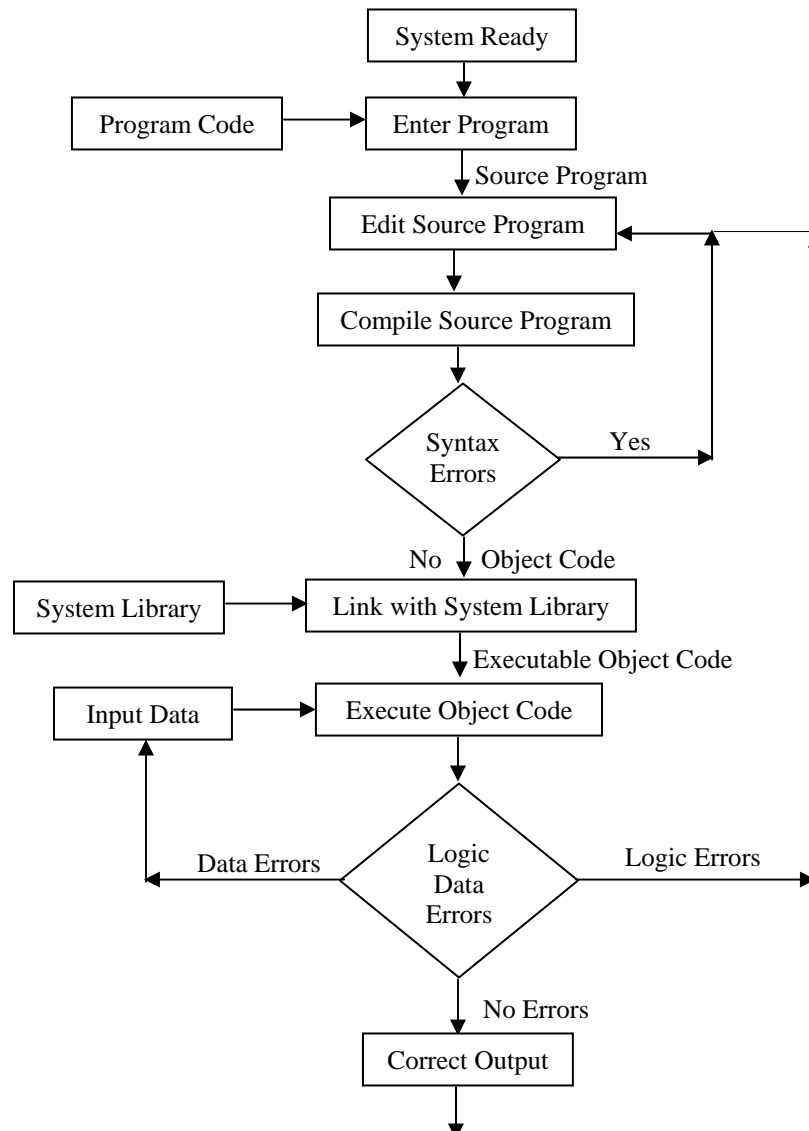 System Ready
Program Code
Enter Program
Source Program
Edit Source Program
Compile Source Program
Syntax
Errors
Yes
No
Object Code
System Library
Link with System Library
Executable Object Code
Input Data
Execute Object Code
Data Errors
Logic
Data
Errors
Logic Errors
No Errors
Correct Output